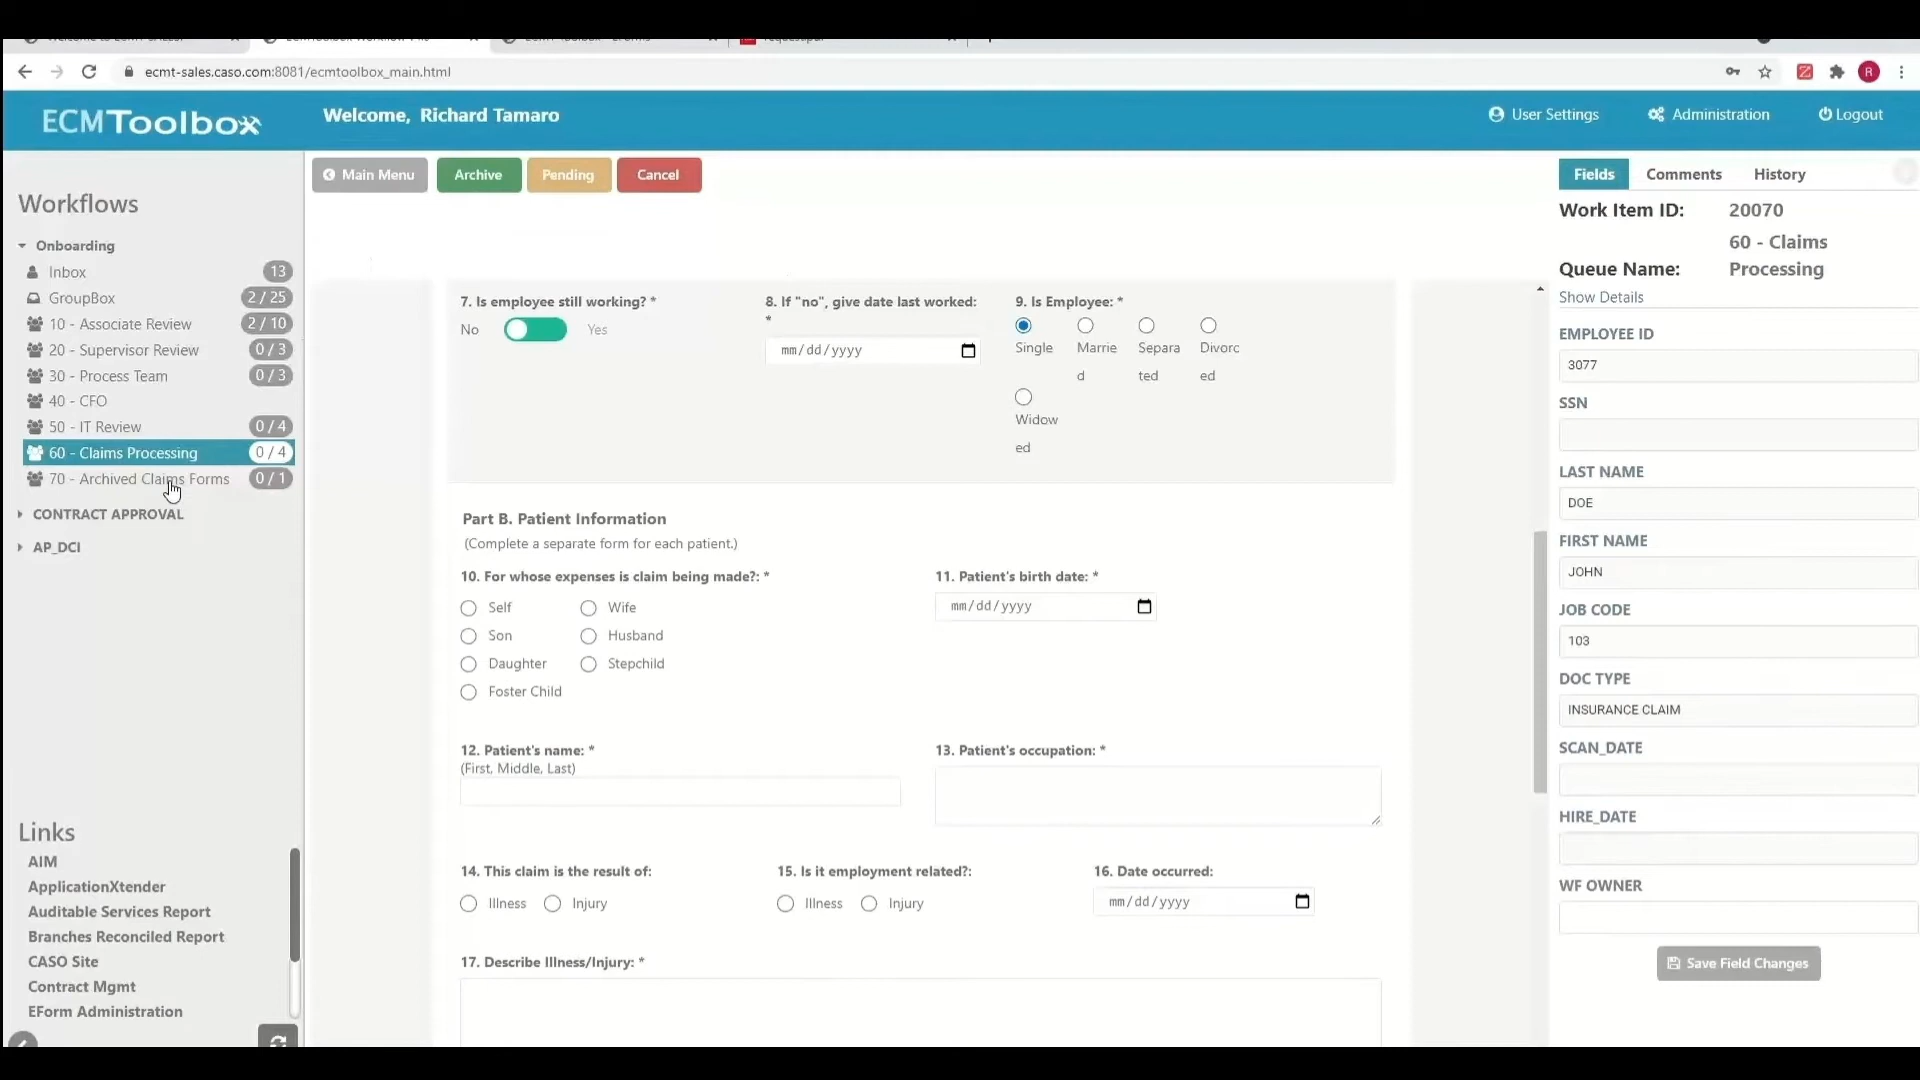 ecmt-sales.caso.com:8081/ecmtoolbox_main.html
R
ECMToolbox
Welcome, Richard Tamaro
User Settings
Administration
Logout
Main Menu
Archive
Pending
Cancel
Fields
Comments
History
Workflows
Onboarding
Inbox 13
GroupBox 2 / 25
10 - Associate Review 2 / 10
20 - Supervisor Review 0 / 3
30 - Process Team 0 / 3
40 - CFO
50 - IT Review 0 / 4
60 - Claims Processing 0 / 4
70 - Archived Claims Forms 0 / 1
CONTRACT APPROVAL
AP_DCI
Links
AIM
ApplicationXtender
Auditable Services Report
Branches Reconciled Report
CASO Site
Contract Mgmt
EForm Administration
7. Is employee still working? *
No
Yes
8. If "no", give date last worked:
*
mm/dd/yyyy
9. Is Employee: *
Single
Marrie
d
Separa
ted
Divorc
ed
Widow
ed
Part B. Patient Information
(Complete a separate form for each patient.)
10. For whose expenses is claim being made?: *
Self
Wife
Son
Husband
Daughter
Stepchild
Foster Child
11. Patient's birth date: *
mm/dd/yyyy
12. Patient's name: *
(First, Middle, Last)
13. Patient's occupation: *
14. This claim is the result of:
Illness
Injury
15. Is it employment related?:
Illness
Injury
16. Date occurred:
mm/dd/yyyy
17. Describe Illness/Injury: *
Work Item ID: 20070
60 - Claims
Queue Name: Processing
Show Details
EMPLOYEE ID
3077
SSN
LAST NAME
DOE
FIRST NAME
JOHN
JOB CODE
103
DOC TYPE
INSURANCE CLAIM
SCAN_DATE
HIRE_DATE
WF OWNER
Save Field Changes